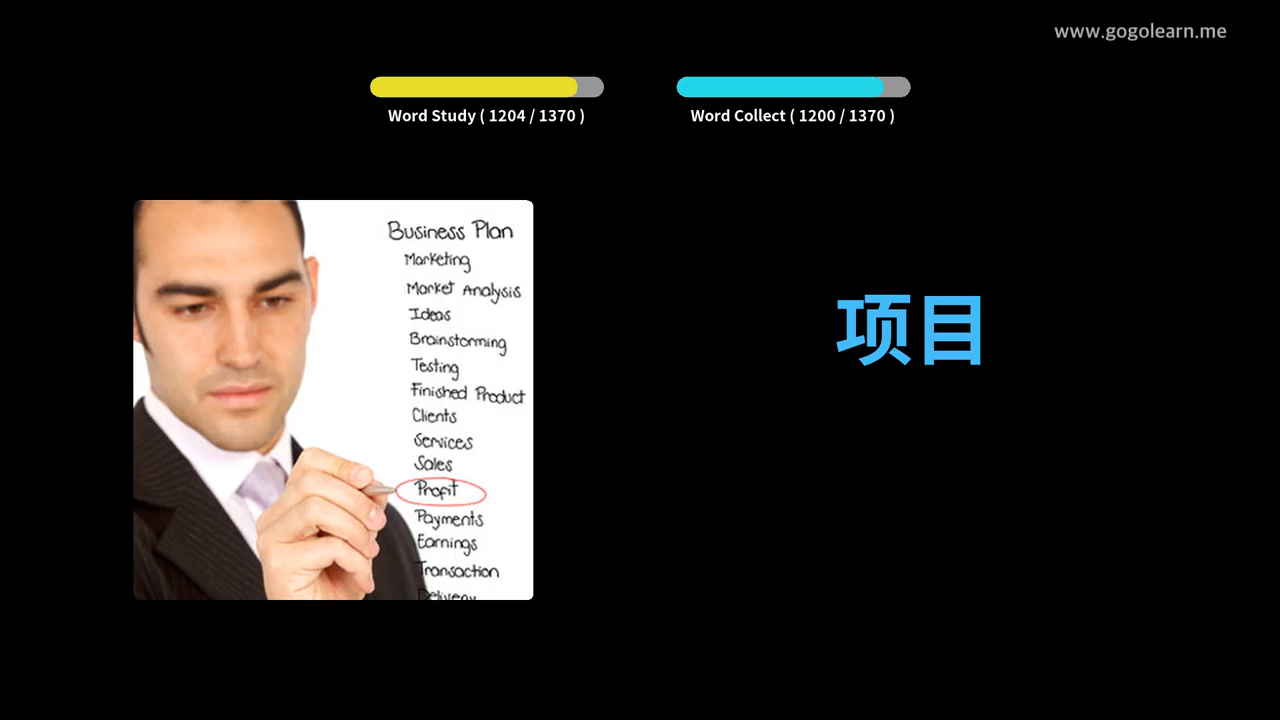 www.gogolearn.me
Word Study ( 1204 / 1370 )
Word Collect ( 1200 / 1370 )
Business Plan
Marketing
Market Analysis
Ideas
Brainstorming
Testing
Finished Product
Clients
Services
Sales
Profit
Payments
Earnings
Transaction
Delivery
项目